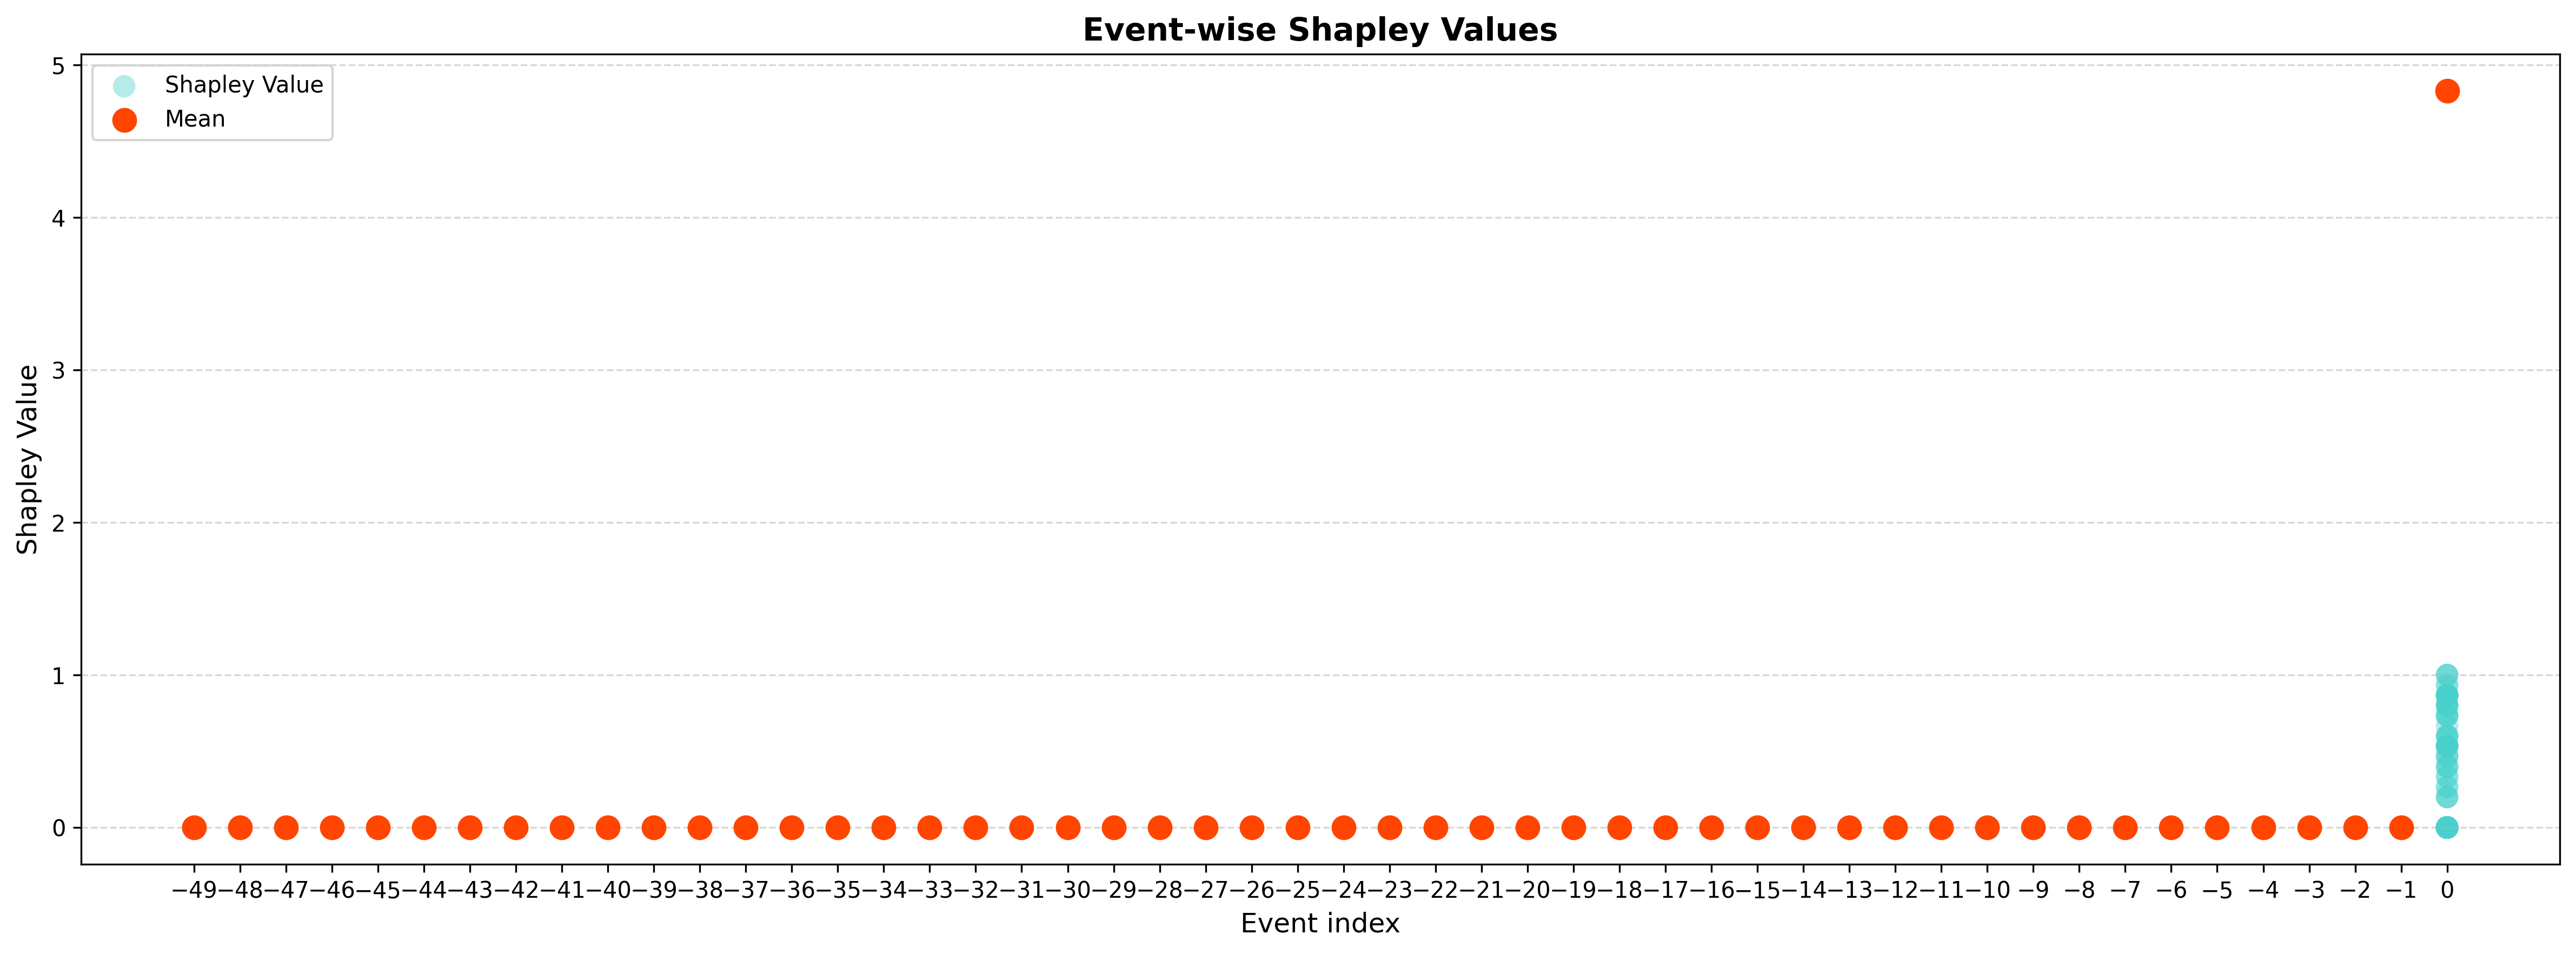 Event-wise Shapley Values
5
4
3
2
1
0
Shapley Value
Shapley Value
Mean
−49 −48 −47 −46 −45 −44 −43 −42 −41 −40 −39 −38 −37 −36 −35 −34 −33 −32 −31 −30 −29 −28 −27 −26 −25 −24 −23 −22 −21 −20 −19 −18 −17 −16 −15 −14 −13 −12 −11 −10 −9 −8 −7 −6 −5 −4 −3 −2 −1 0
Event index